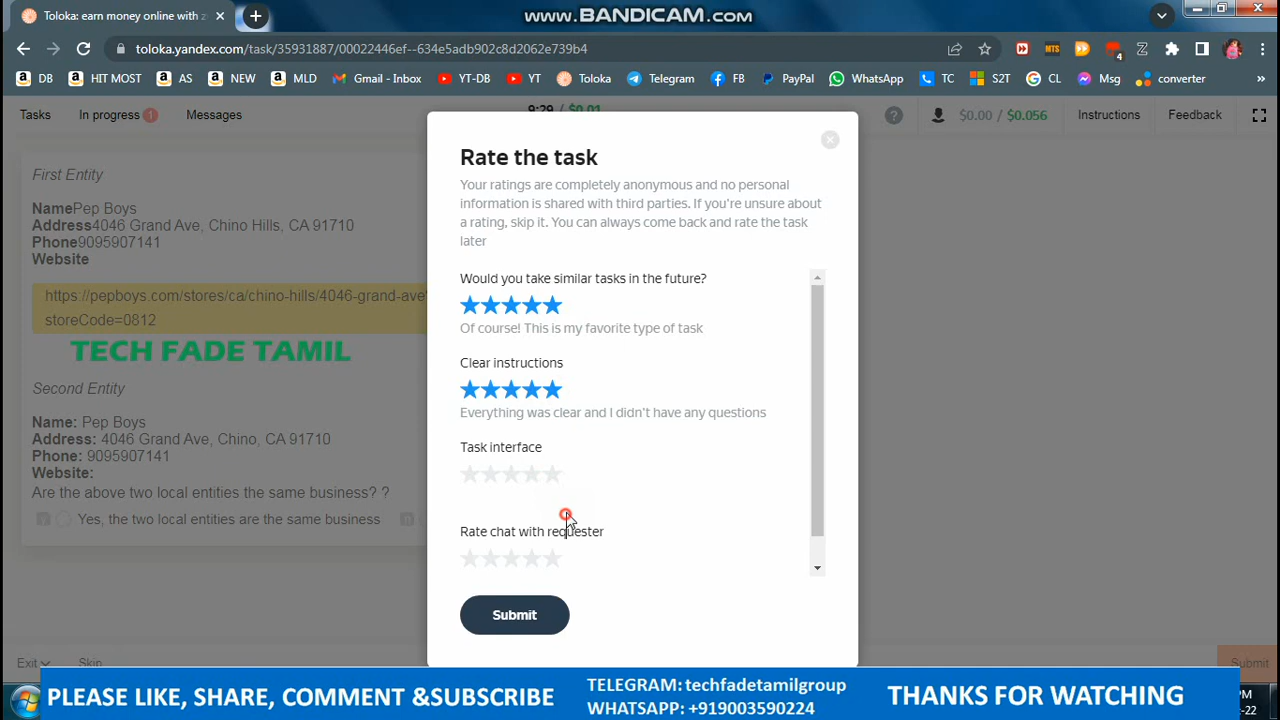 www.BANDICAM.com
Toloka: earn money online with z
toloka.yandex.com/task/35931887/00022446ef--634e5adb902c8d2062e739b4
4
DB HIT MOST AS NEW MLD Gmail - Inbox YT-DB YT Toloka Telegram FB PayPal WhatsApp TC S2T CL Msg converter »
Tasks In progress 1 Messages 9:29 / $0.01 ? $0.00 / $0.056 Instructions Feedback
First Entity
NamePep Boys
Address4046 Grand Ave, Chino Hills, CA 91710
Phone9095907141
Website
https://pepboys.com/stores/ca/chino-hills/4046-grand-ave?
storeCode=0812
TECH FADE TAMIL
Second Entity
Name: Pep Boys
Address: 4046 Grand Ave, Chino, CA 91710
Phone: 9095907141
Website:
Are the above two local entities the same business? ?
Yes, the two local entities are the same business
Rate the task
Your ratings are completely anonymous and no personal
information is shared with third parties. If you're unsure about
a rating, skip it. You can always come back and rate the task
later
Would you take similar tasks in the future?
Of course! This is my favorite type of task
Clear instructions
Everything was clear and I didn't have any questions
Task interface
Rate chat with requester
Submit
Exit Skip Submit
PLEASE LIKE, SHARE, COMMENT &SUBSCRIBE
TELEGRAM: techfadetamilgroup
WHATSAPP: +919003590224
THANKS FOR WATCHING
PM
-22